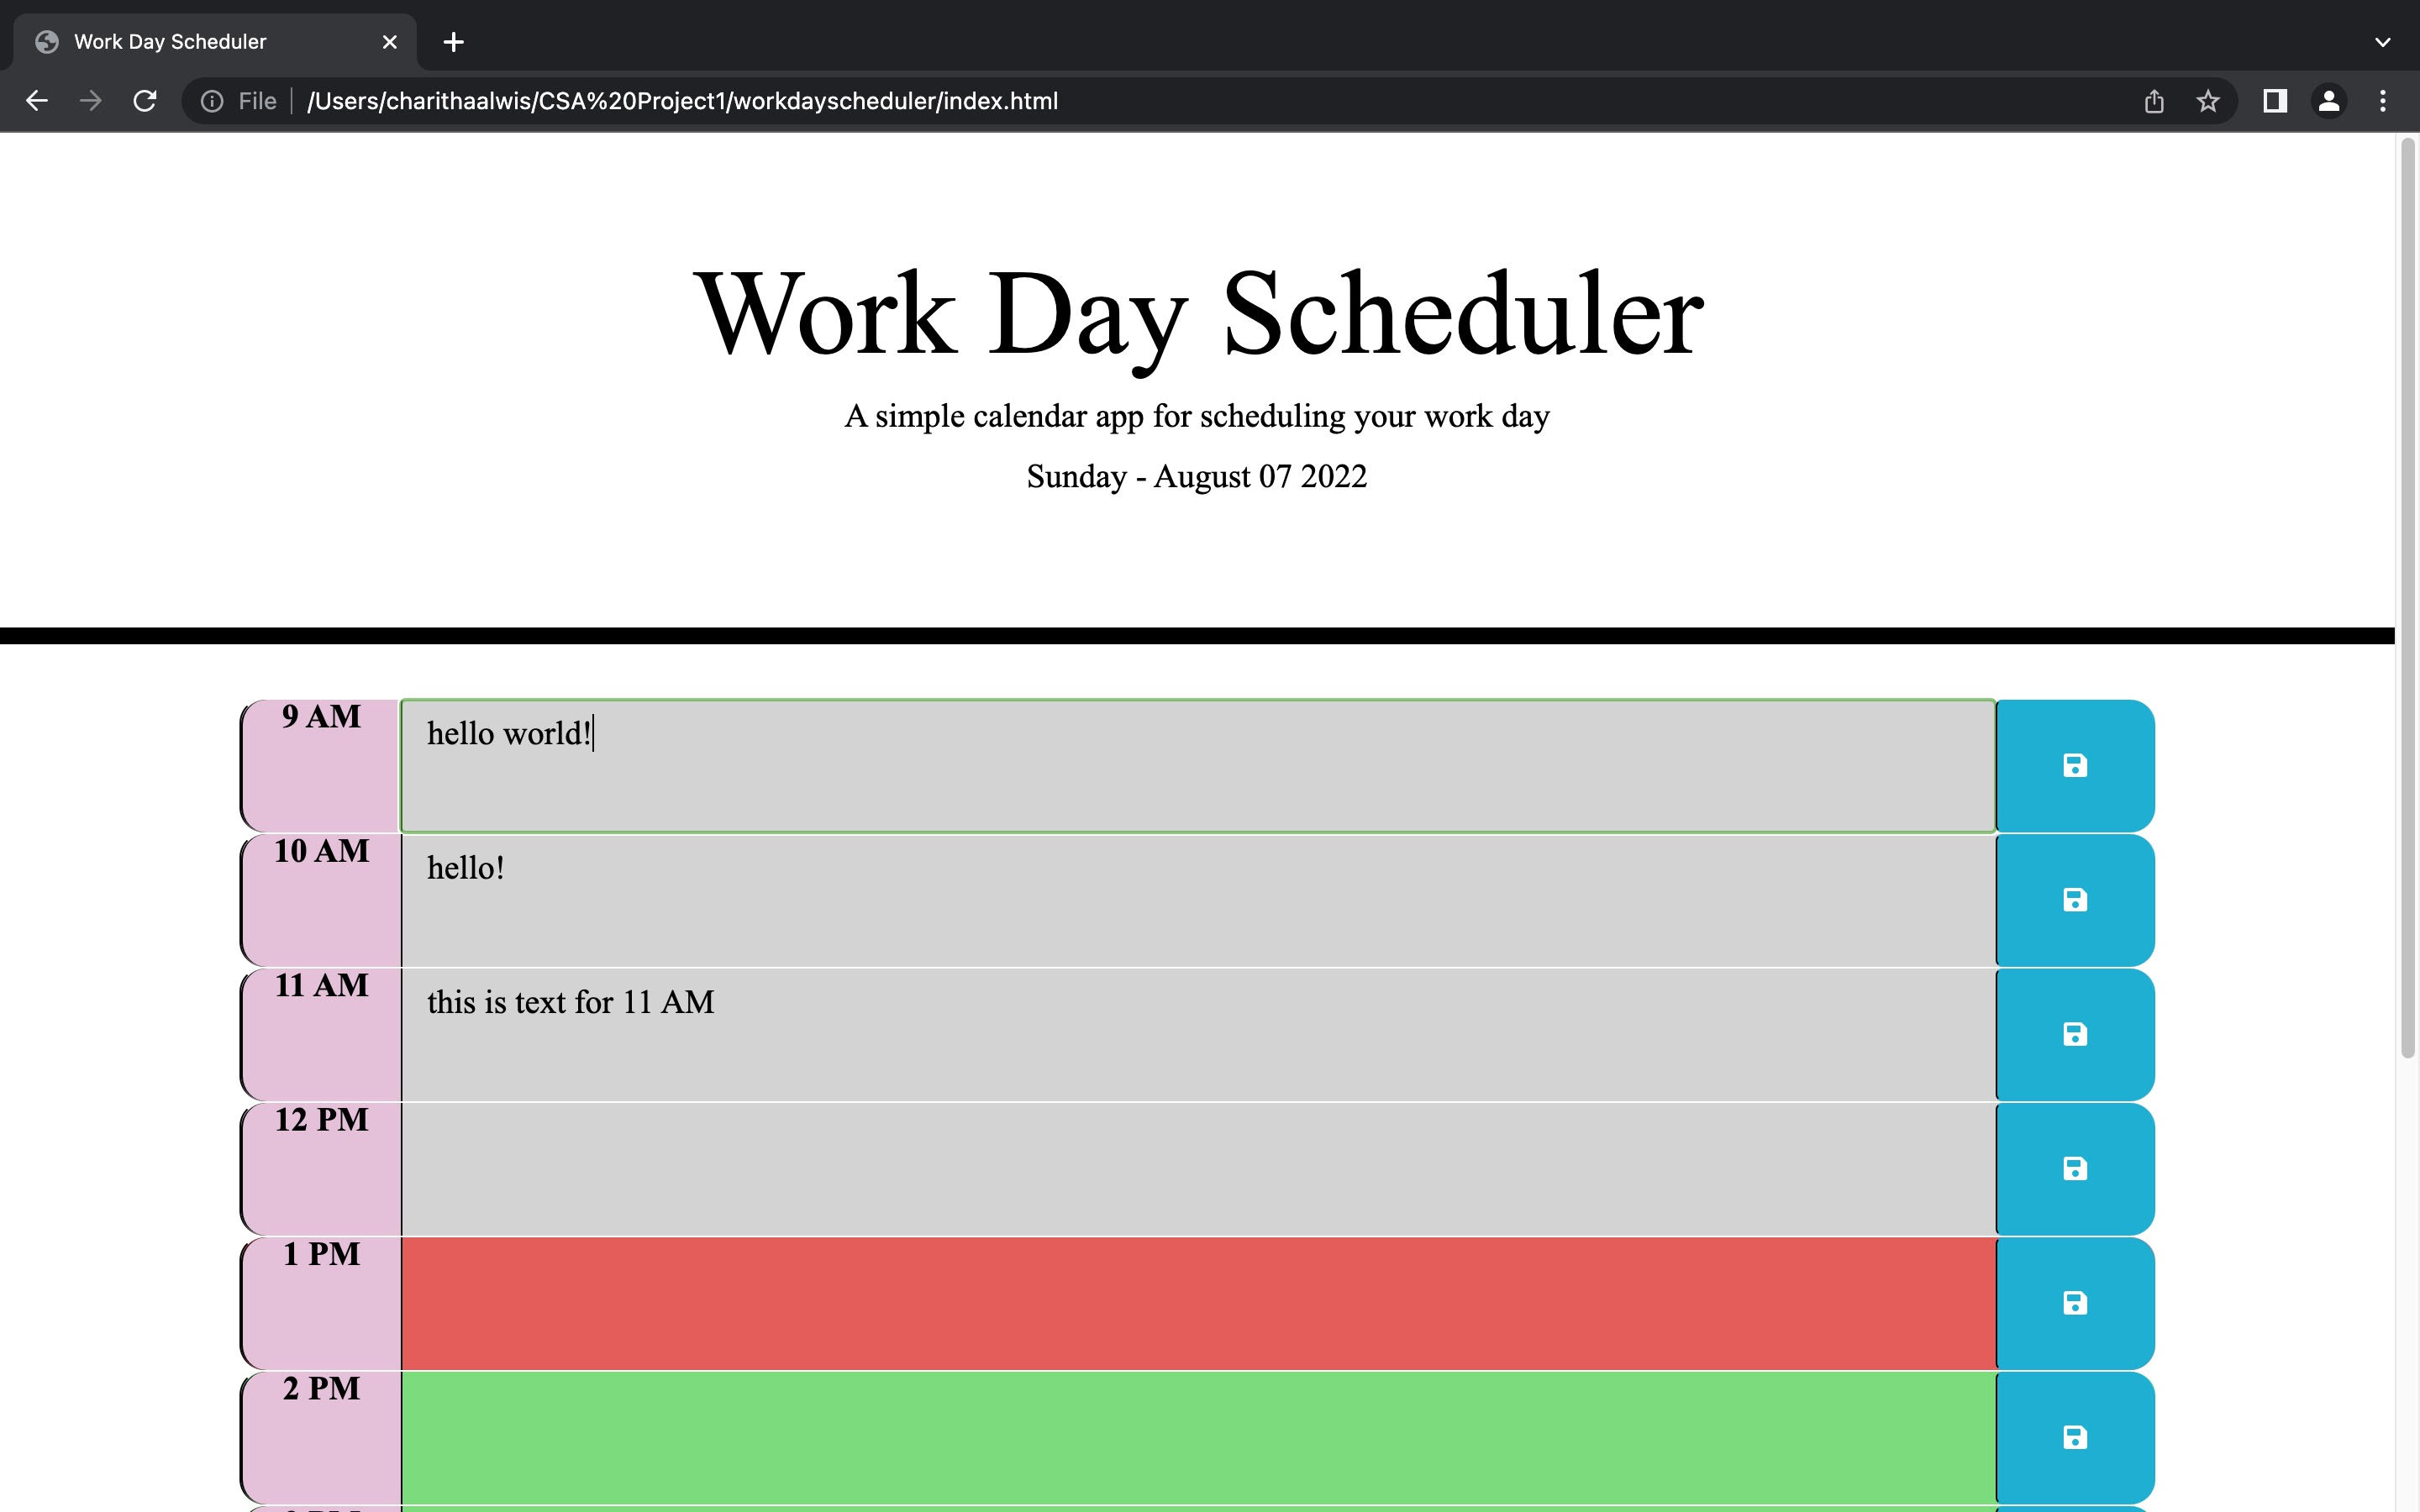 Work Day Scheduler
File /Users/charithaalwis/CSA%20Project1/workdayscheduler/index.html
Work Day Scheduler
A simple calendar app for scheduling your work day
Sunday - August 07 2022
9 AM
hello world!
10 AM
hello!
11 AM
this is text for 11 AM
12 PM
1 PM
2 PM